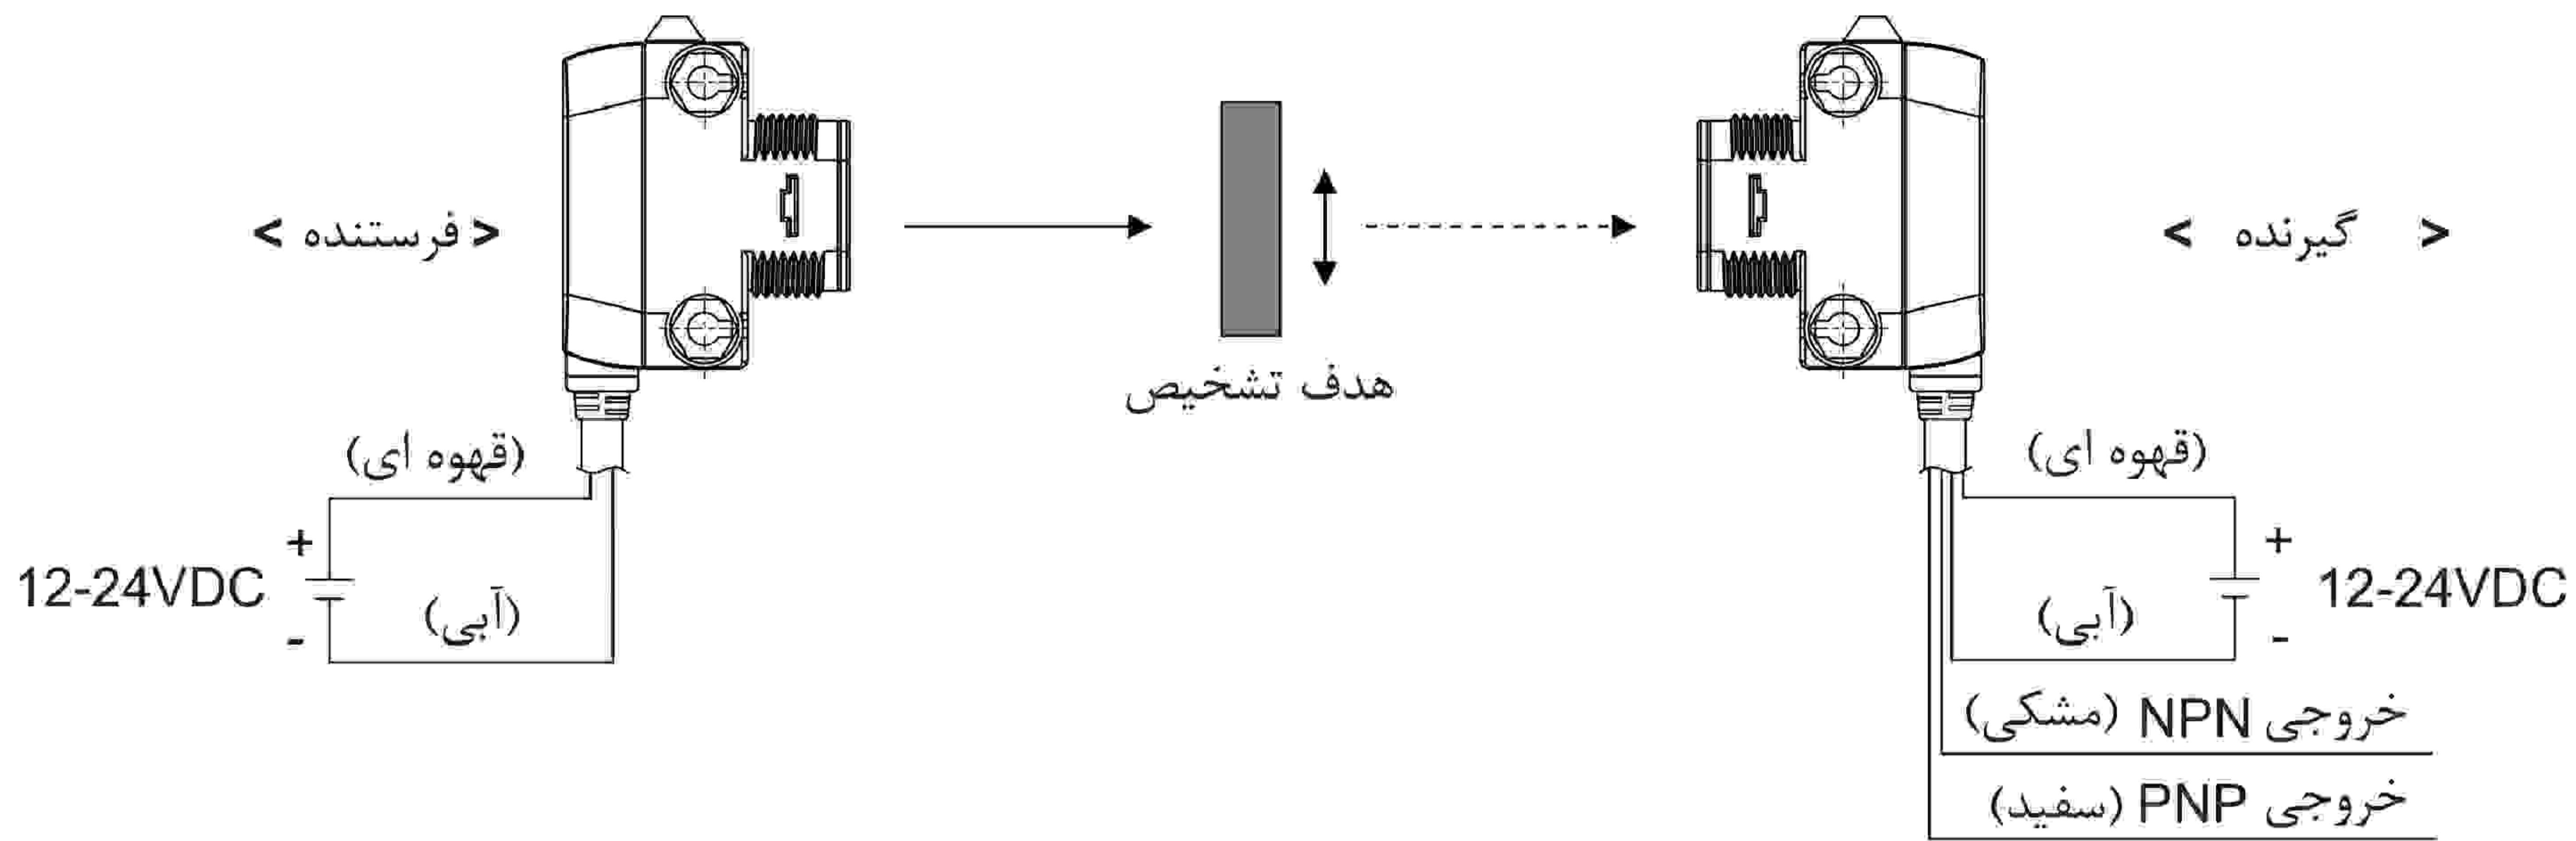 < فرستنده >
< گیرنده >
هدف تشخیص
(قهوه ای)
+
12-24VDC
(آبی)
-
(قهوه ای)
+
12-24VDC
(آبی)
-
خروجی NPN (مشکی)
خروجی PNP (سفید)